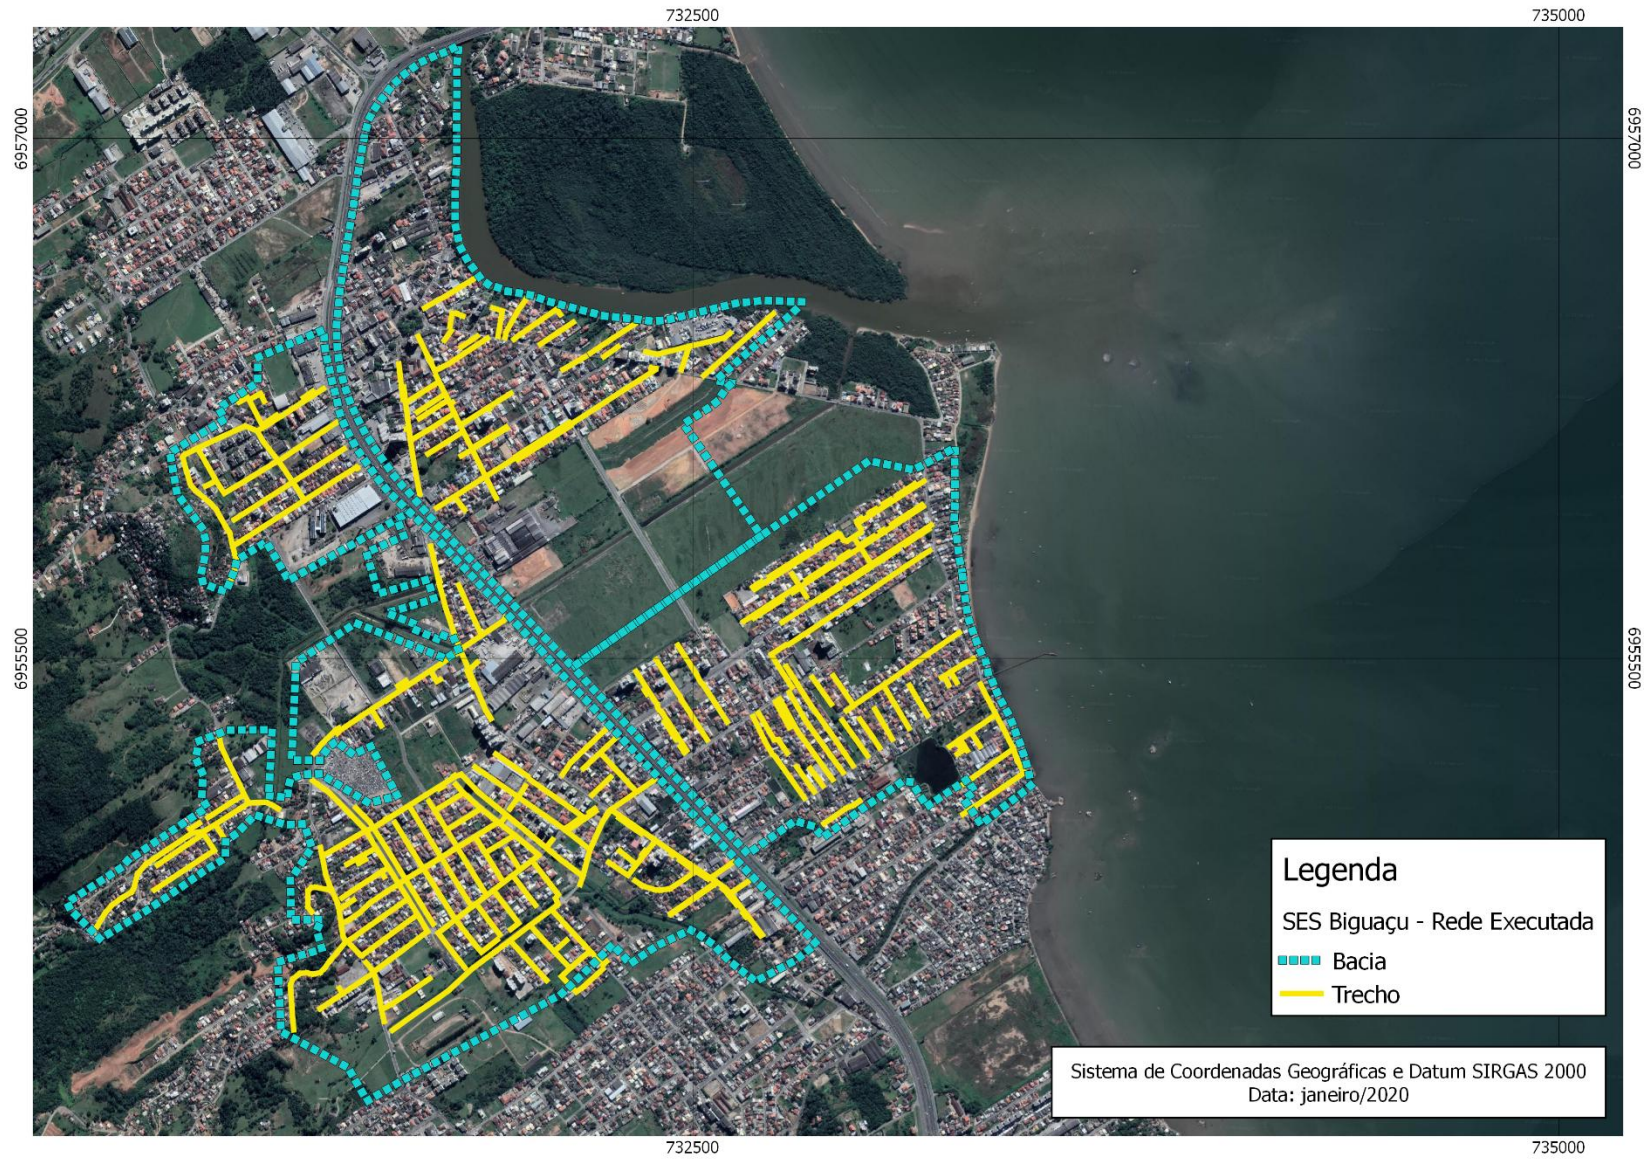 732500
735000
6957000
6957000
6955500
6955500
Legenda
SES Biguaçu - Rede Executada
Bacia
Trecho
Sistema de Coordenadas Geográficas e Datum SIRGAS 2000
Data: janeiro/2020
732500
735000